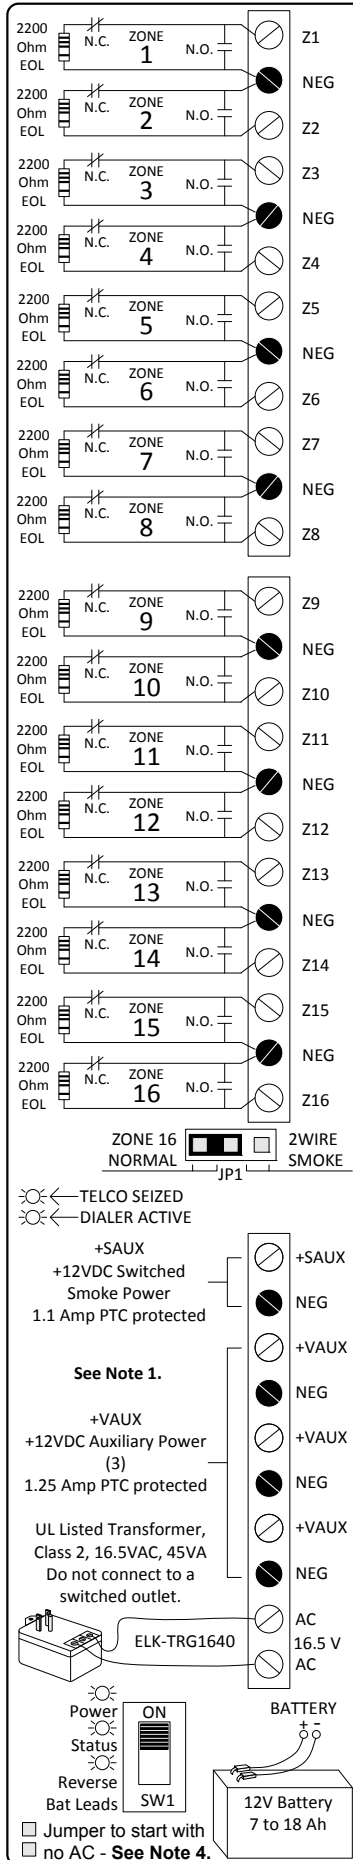 2200 Ohm EOL N.C. ZONE 1 N.O. Z1
NEG
2200 Ohm EOL N.C. ZONE 2 N.O. Z2
2200 Ohm EOL N.C. ZONE 3 N.O. Z3
NEG
2200 Ohm EOL N.C. ZONE 4 N.O. Z4
2200 Ohm EOL N.C. ZONE 5 N.O. Z5
NEG
2200 Ohm EOL N.C. ZONE 6 N.O. Z6
2200 Ohm EOL N.C. ZONE 7 N.O. Z7
NEG
2200 Ohm EOL N.C. ZONE 8 N.O. Z8
2200 Ohm EOL N.C. ZONE 9 N.O. Z9
NEG
2200 Ohm EOL N.C. ZONE 10 N.O. Z10
2200 Ohm EOL N.C. ZONE 11 N.O. Z11
NEG
2200 Ohm EOL N.C. ZONE 12 N.O. Z12
2200 Ohm EOL N.C. ZONE 13 N.O. Z13
NEG
2200 Ohm EOL N.C. ZONE 14 N.O. Z14
2200 Ohm EOL N.C. ZONE 15 N.O. Z15
NEG
2200 Ohm EOL N.C. ZONE 16 N.O. Z16
ZONE 16 2WIRE
NORMAL SMOKE
JP1
TELCO SEIZED
DIALER ACTIVE
+SAUX
+12VDC Switched
Smoke Power
1.1 Amp PTC protected
+SAUX
NEG
See Note 1.
+VAUX
+12VDC Auxiliary Power
(3)
1.25 Amp PTC protected
+VAUX
NEG
+VAUX
NEG
+VAUX
NEG
UL Listed Transformer,
Class 2, 16.5VAC, 45VA
Do not connect to a
switched outlet.
ELK-TRG1640
AC
16.5 V
AC
Power
Status
Reverse
Bat Leads
ON
SW1
BATTERY
+ -
12V Battery
7 to 18 Ah
Jumper to start with
no AC - See Note 4.